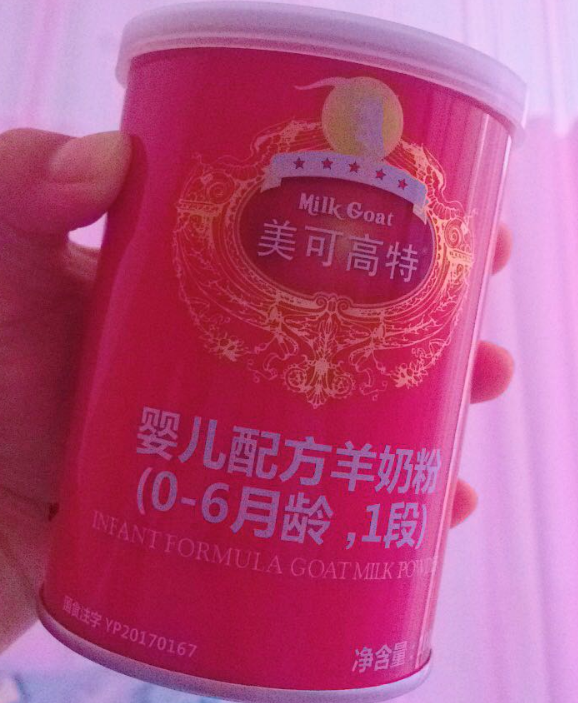 Milk Goat
美可高特
婴儿配方羊奶粉
(0-6月龄,1段)
INFANT FORMULA GOAT MILK
国食注字 YP20170167
净含量: